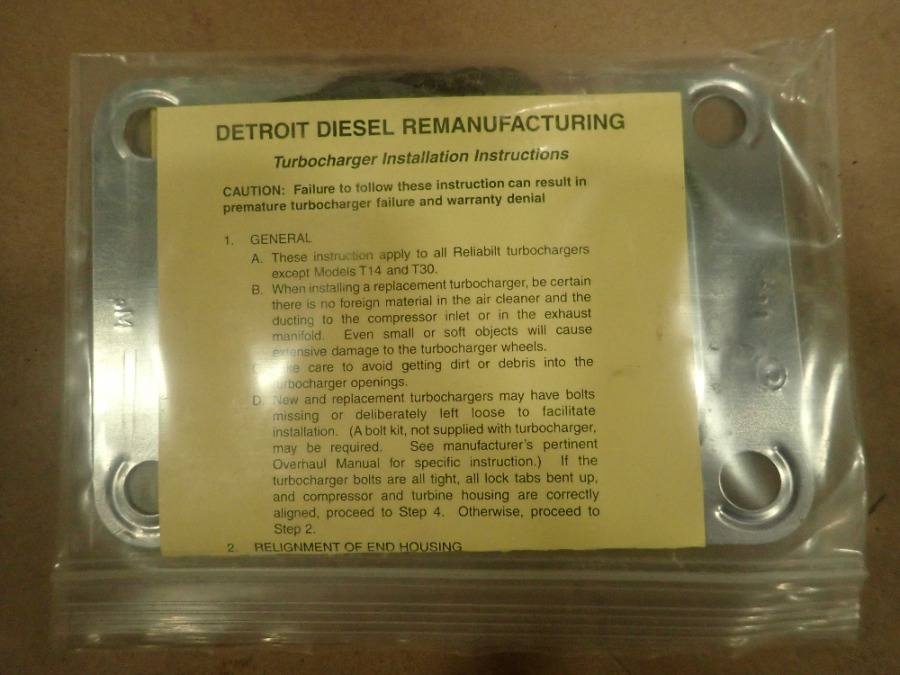 DETROIT DIESEL REMANUFACTURING
Turbocharger Installation Instructions
CAUTION: Failure to follow these instruction can result in
premature turbocharger failure and warranty denial
1. GENERAL
A. These instruction apply to all Reliabilt turbochargers
except Models T14 and T30.
B. When installing a replacement turbocharger, be certain
there is no foreign material in the air cleaner and the
ducting to the compressor inlet or in the exhaust
manifold. Even small or soft objects will cause
extensive damage to the turbocharger wheels.
C. Take care to avoid getting dirt or debris into the
turbocharger openings.
D. New and replacement turbochargers may have bolts
missing or deliberately left loose to facilitate
installation. (A bolt kit, not supplied with turbocharger,
may be required. See manufacturer's pertinent
Overhaul Manual for specific instruction.) If the
turbocharger bolts are all tight, all lock tabs bent up,
and compressor and turbine housing are correctly
aligned, proceed to Step 4. Otherwise, proceed to
Step 2.
2. RELIGNMENT OF END HOUSING